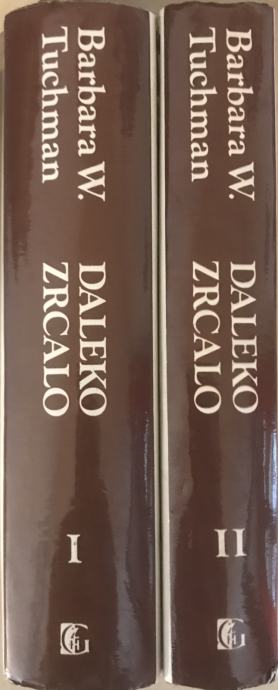 Barbara W.
Tuchman
DALEKO
ZRCALO
I
Barbara W.
Tuchman
DALEKO
ZRCALO
II